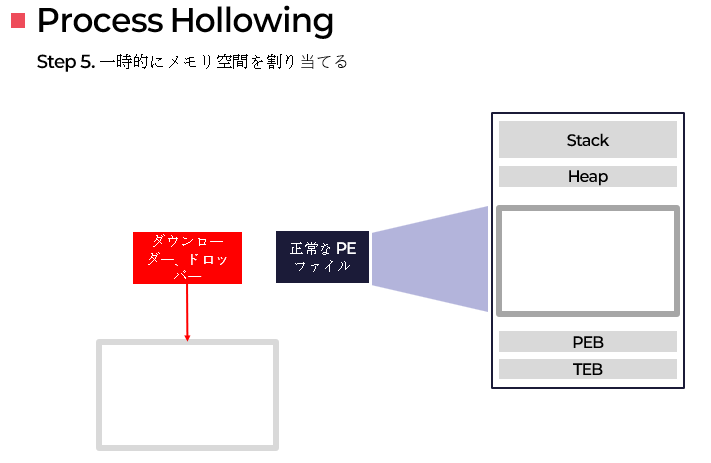 Process Hollowing
Step 5. 一時的にメモリ空間を割り当てる
Stack
Heap
ダウンロー
ダー、ドロッ
パー
正常な PE
ファイル
PEB
TEB